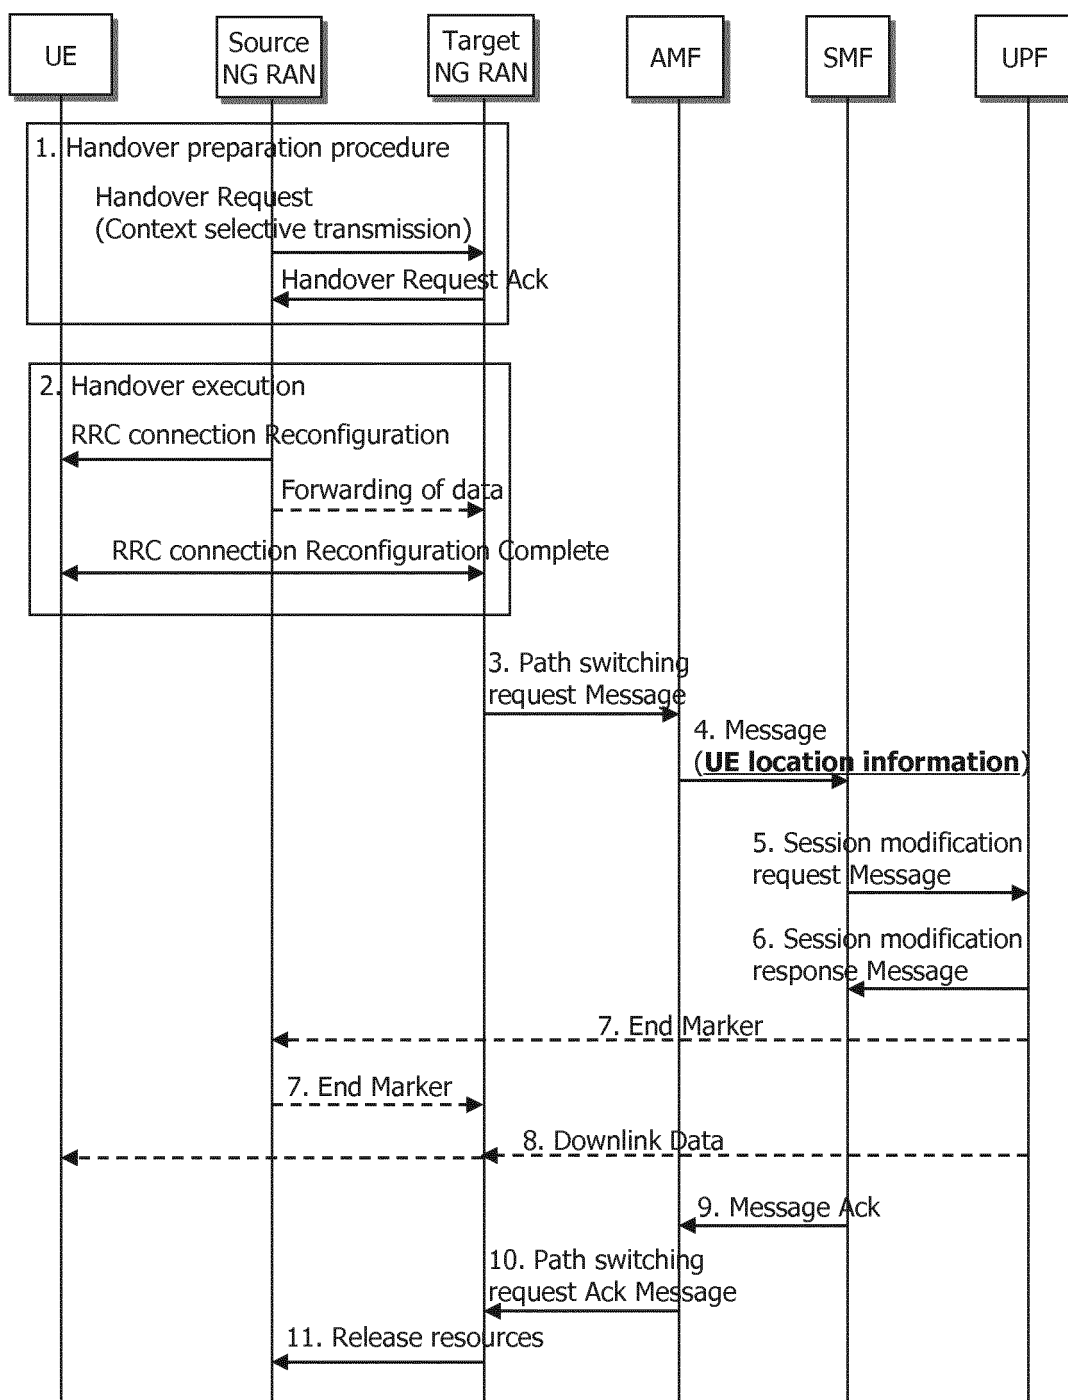 UE
Source
NG RAN
Target
NG RAN
AMF
SMF
UPF
1. Handover preparation procedure
Handover Request
(Context selective transmission)
Handover Request Ack
2. Handover execution
RRC connection Reconfiguration
Forwarding of data
RRC connection Reconfiguration Complete
3. Path switching
request Message
4. Message
(UE location information)
5. Session modification
request Message
6. Session modification
response Message
7. End Marker
7. End Marker
8. Downlink Data
9. Message Ack
10. Path switching
request Ack Message
11. Release resources